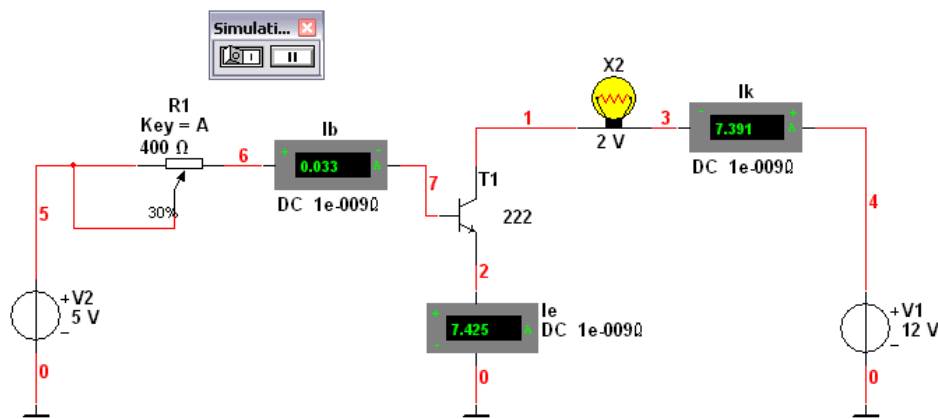 Simulati...
X2
R1
Key = A
400 Ω
Ib
Ik
1
3
- +
7.391
A
2 V
DC 1e-009Ω
6
+ -
0.033
A
DC 1e-009Ω
7
T1
222
30%
5
4
2
+V2
5 V
-
Ie
+
7.425
A
-
DC 1e-009Ω
+V1
12 V
-
0
0
0